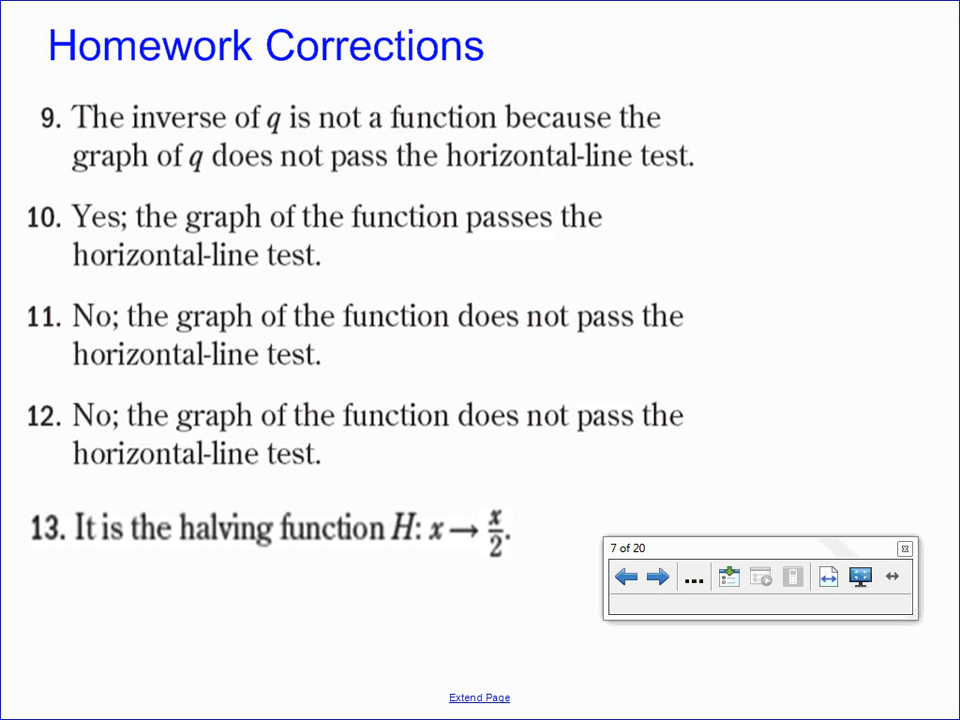 Homework Corrections
9. The inverse of q is not a function because the
graph of q does not pass the horizontal-line test.
10. Yes; the graph of the function passes the
horizontal-line test.
11. No; the graph of the function does not pass the
horizontal-line test.
12. No; the graph of the function does not pass the
horizontal-line test.
13. It is the halving function H: x → x/2.
7 of 20
...
Extend Page